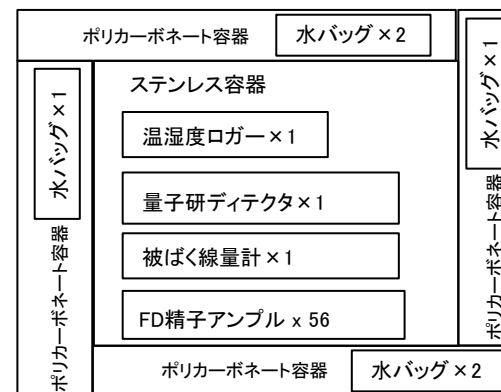 ポリカーボネート容器
水バッグ×2
水バッグ×1
ポリカーボネート容器
ステンレス容器
温湿度ロガー×1
量子研ディテクタ×1
被ばく線量計×1
FD精子アンプル x 56
水バッグ×1
ポリカーボネート容器
ポリカーボネート容器
水バッグ×2